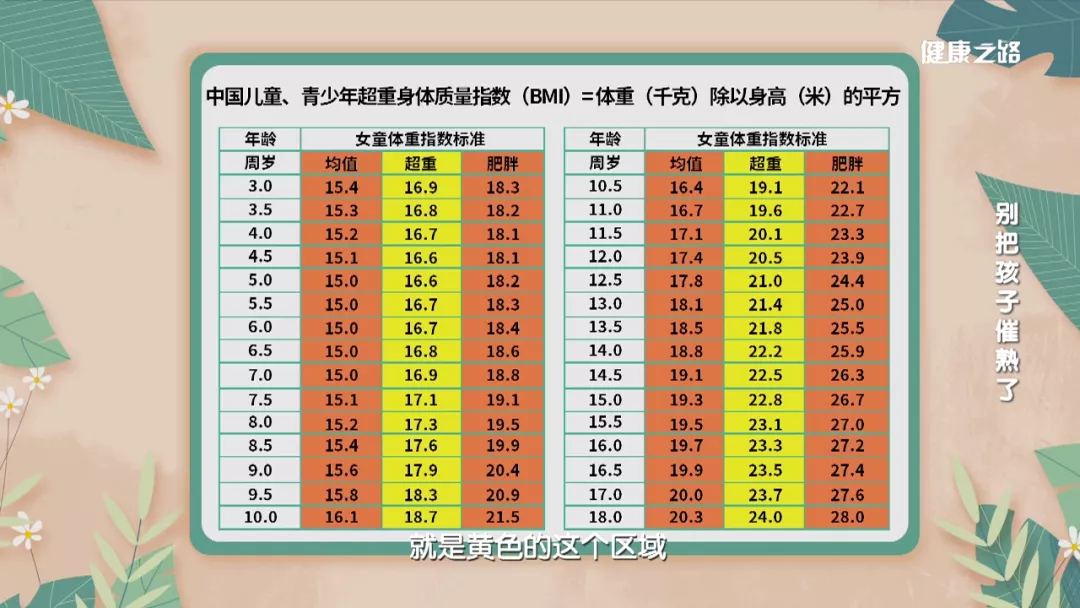 健康之路
中国儿童、青少年超重身体质量指数（BMI）=体重（千克）除以身高（米）的平方
年龄 女童体重指数标准
周岁 均值 超重 肥胖
3.0 15.4 16.9 18.3
3.5 15.3 16.8 18.2
4.0 15.2 16.7 18.1
4.5 15.1 16.6 18.1
5.0 15.0 16.6 18.2
5.5 15.0 16.7 18.3
6.0 15.0 16.7 18.4
6.5 15.0 16.8 18.6
7.0 15.0 16.9 18.8
7.5 15.1 17.1 19.1
8.0 15.2 17.3 19.5
8.5 15.4 17.6 19.9
9.0 15.6 17.9 20.4
9.5 15.8 18.3 20.9
10.0 16.1 18.7 21.5
年龄 女童体重指数标准
周岁 均值 超重 肥胖
10.5 16.4 19.1 22.1
11.0 16.7 19.6 22.7
11.5 17.1 20.1 23.3
12.0 17.4 20.5 23.9
12.5 17.8 21.0 24.4
13.0 18.1 21.4 25.0
13.5 18.5 21.8 25.5
14.0 18.8 22.2 25.9
14.5 19.1 22.5 26.3
15.0 19.3 22.8 26.7
15.5 19.5 23.1 27.0
16.0 19.7 23.3 27.2
16.5 19.9 23.5 27.4
17.0 20.0 23.7 27.6
18.0 20.3 24.0 28.0
别把孩子催熟了
就是黄色的这个区域